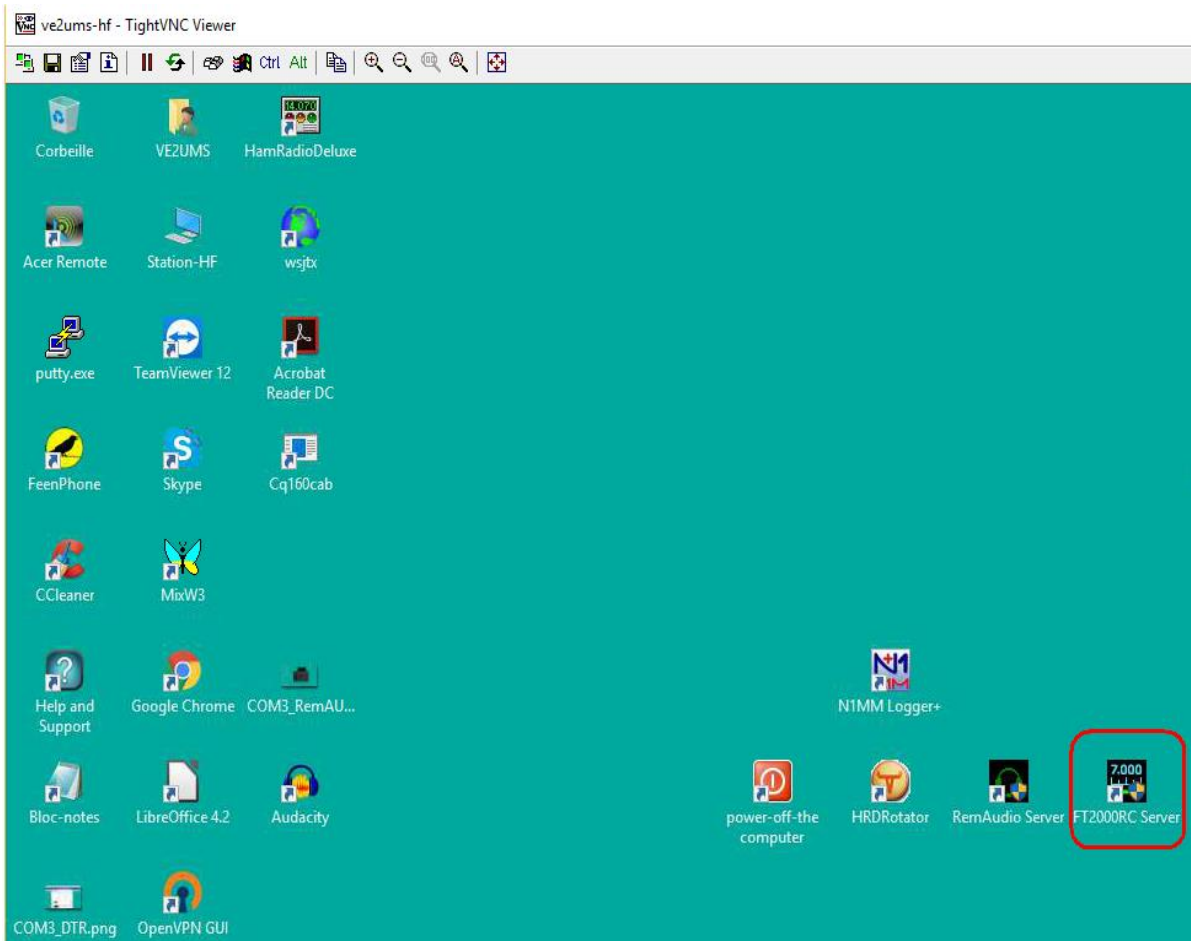 ve2ums-hf - TightVNC Viewer
Ctrl Alt
Corbeille
VE2UMS
14.070
HamRadioDeluxe
Acer Remote
Station-HF
wsjtx
putty.exe
TeamViewer 12
Acrobat
Reader DC
FeenPhone
Skype
Cq160cab
CCleaner
MixW3
Help and
Support
Google Chrome
COM3_RemAU...
N1MM Logger+
Bloc-notes
LibreOffice 4.2
Audacity
power-off-the
computer
HRDRotator
RemAudio Server
7.000
FT2000RC Server
COM3_DTR.png
OpenVPN GUI